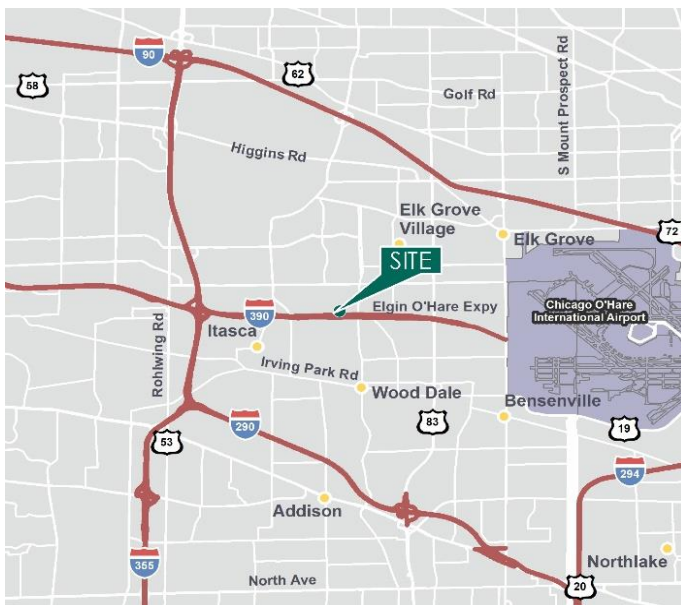 90
58
62
Golf Rd
S Mount Prospect Rd
Higgins Rd
Elk Grove
Village
Elk Grove
72
SITE
Chicago O'Hare
International Airport
390
Elgin O'Hare Expy
Itasca
Rohlwing Rd
Irving Park Rd
Wood Dale
Bensenville
83
19
290
53
294
Addison
355
North Ave
Northlake
20